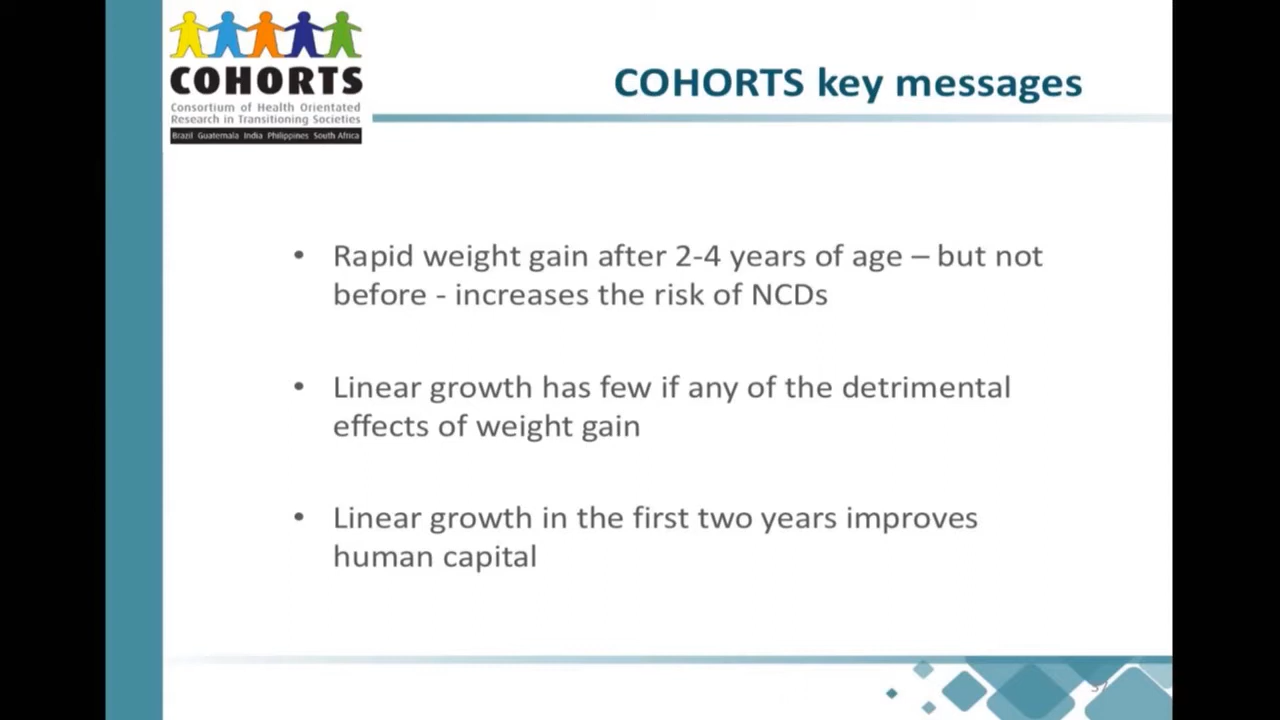 COHORTS
Consortium of Health Orientated
Research in Transitioning Societies
Brazil Guatemala India Philippines South Africa
COHORTS key messages
• Rapid weight gain after 2-4 years of age – but not
before - increases the risk of NCDs
• Linear growth has few if any of the detrimental
effects of weight gain
• Linear growth in the first two years improves
human capital